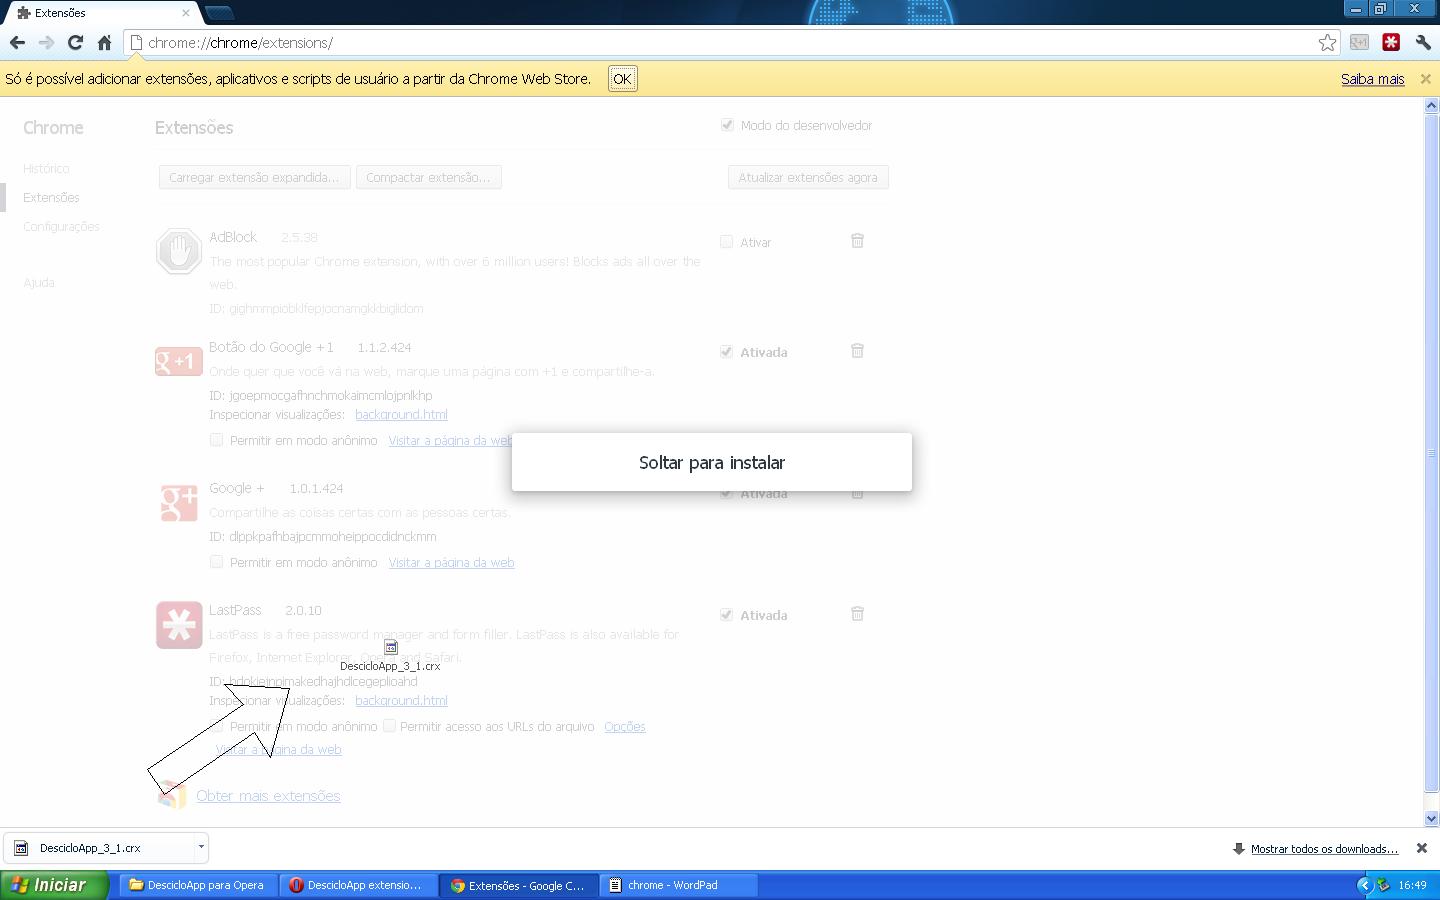 Extensões
chrome://chrome/extensions/
Só é possível adicionar extensões, aplicativos e scripts de usuário a partir da Chrome Web Store. OK Saiba mais
Chrome
Extensões
Modo do desenvolvedor
Histórico
Extensões
Configurações
Ajuda
Carregar extensão expandida... Compactar extensão... Atualizar extensões agora
AdBlock 2.5.38
Ativar
The most popular Chrome extension, with over 6 million users! Blocks ads all over the
web.
ID: gighmmpiobklfepjocnamgkkbiglidom
Botão do Google +1 1.1.2.424
g +1
Ativada
Onde quer que você vá na web, marque uma página com +1 e compartilhe-a.
ID: jgoepmocgafhnchmokaimcmlojpnlkhp
Inspecionar visualizações: background.html
Permitir em modo anônimo Visitar a página da web
Soltar para instalar
Google + 1.0.1.424
g+
Ativada
Compartilhe as coisas certas com as pessoas certas.
ID: dlppkpafhbajpcmmoheippocdidnckmm
Permitir em modo anônimo Visitar a página da web
LastPass 2.0.10
Ativada
LastPass is a free password manager and form filler. LastPass is also available for
Firefox, Internet Explorer, Opera and Safari.
DescicloApp_3_1.crx
ID: hdokiejnpimakedhajhdlcegeplioahd
Inspecionar visualizações: background.html
Permitir em modo anônimo Permitir acesso aos URLs do arquivo Opções
Visitar a página da web
Obter mais extensões
DescicloApp_3_1.crx
Mostrar todos os downloads...
Iniciar DescicloApp para Opera DescicloApp extensio... Extensões - Google C... chrome - WordPad 16:49